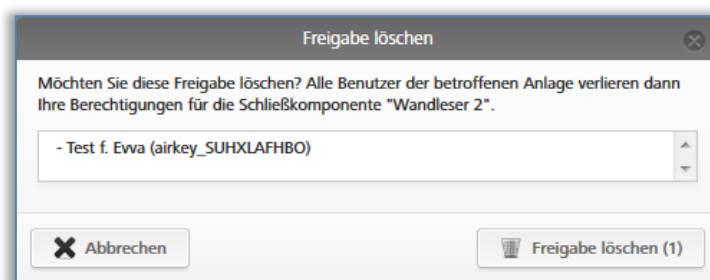 Freigabe löschen
Möchten Sie diese Freigabe löschen? Alle Benutzer der betroffenen Anlage verlieren dann
Ihre Berechtigungen für die Schließkomponente "Wandleser 2".
- Test f. Evva (airkey_SUHXLAFHBO)
Abbrechen
Freigabe löschen (1)